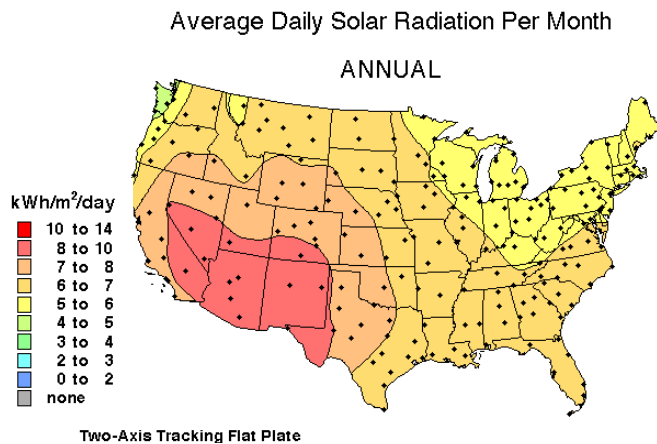 Average Daily Solar Radiation Per Month
ANNUAL
kWh/m²/day
10 to 14
8 to 10
7 to 8
6 to 7
5 to 6
4 to 5
3 to 4
2 to 3
0 to 2
none
Two-Axis Tracking Flat Plate